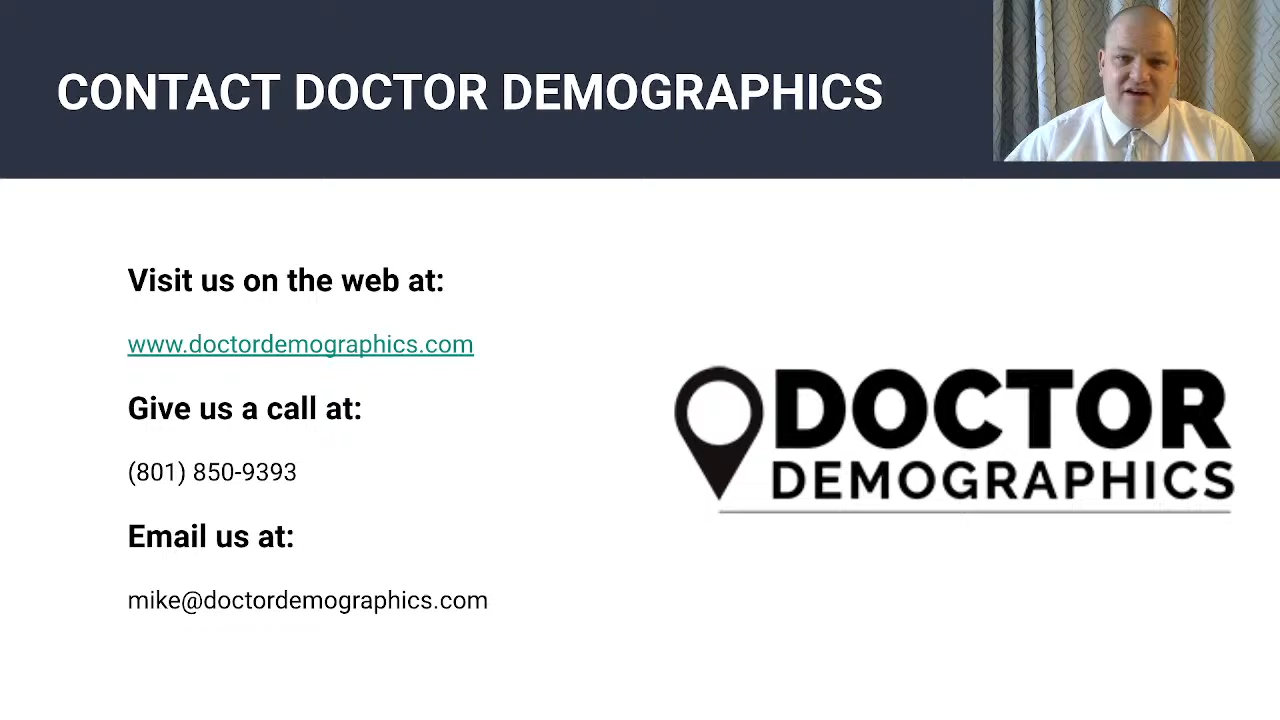 CONTACT DOCTOR DEMOGRAPHICS
Visit us on the web at:
www.doctordemographics.com
Give us a call at:
(801) 850-9393
Email us at:
mike@doctordemographics.com
DOCTOR
DEMOGRAPHICS